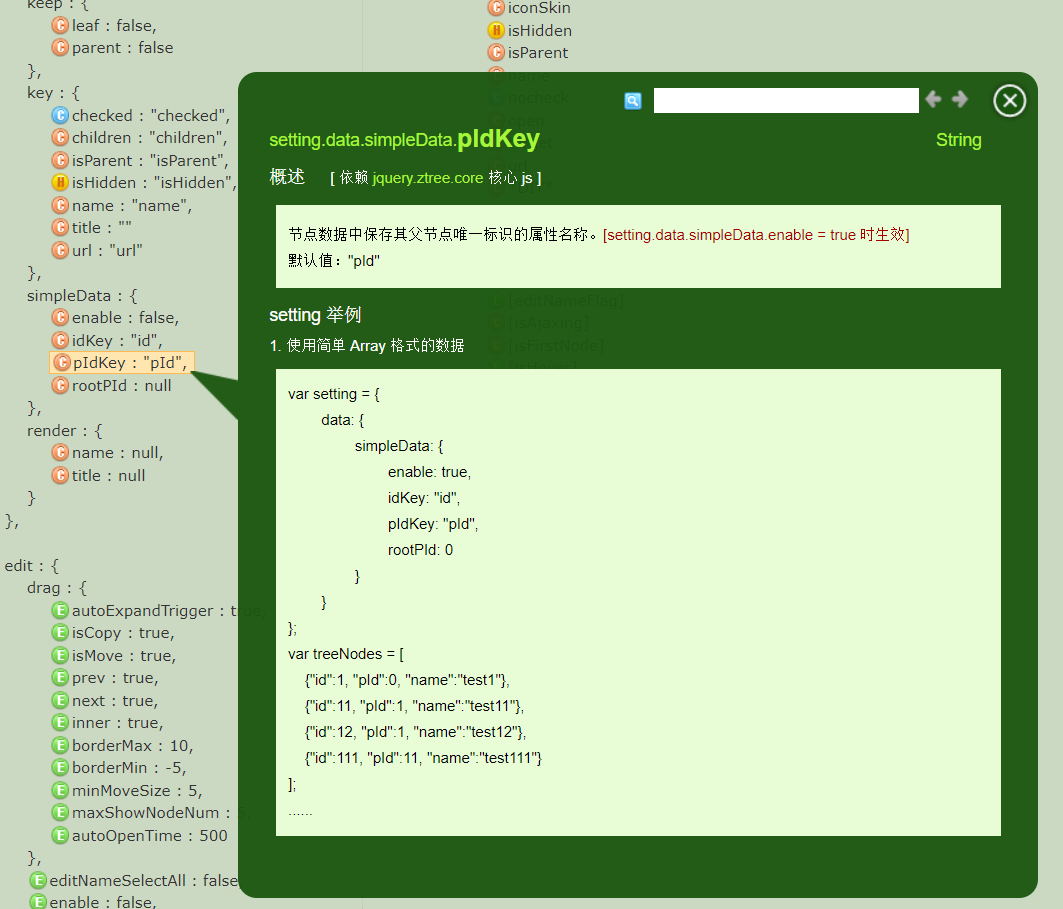 keep : {
leaf : false,
parent : false
},
key : {
checked : "checked",
children : "children",
isParent : "isParent",
isHidden : "isHidden",
name : "name",
title : ""
url : "url"
},
simpleData : {
enable : false,
idKey : "id",
pIdKey : "pId",
rootPId : null
},
render : {
name : null,
title : null
}
},
edit : {
drag : {
autoExpandTrigger : true,
isCopy : true,
isMove : true,
prev : true,
next : true,
inner : true,
borderMax : 10,
borderMin : -5,
minMoveSize : 5,
maxShowNodeNum : 5,
autoOpenTime : 500
},
editNameSelectAll : false
enable : false,
iconSkin
isHidden
isParent
name
nocheck
open
setting.data.simpleData.pIdKey String
概述 [ 依赖 jquery.ztree.core 核心 js ]
节点数据中保存其父节点唯一标识的属性名称。[setting.data.simpleData.enable = true 时生效]
默认值："pId"
[editNameFlag]
[isAjaxing]
[isFirstNode]
setting 举例
1. 使用简单 Array 格式的数据
var setting = {
data: {
simpleData: {
enable: true,
idKey: "id",
pIdKey: "pId",
rootPId: 0
}
}
};
var treeNodes = [
{"id":1, "pId":0, "name":"test1"},
{"id":11, "pId":1, "name":"test11"},
{"id":12, "pId":1, "name":"test12"},
{"id":111, "pId":11, "name":"test111"}
];
......